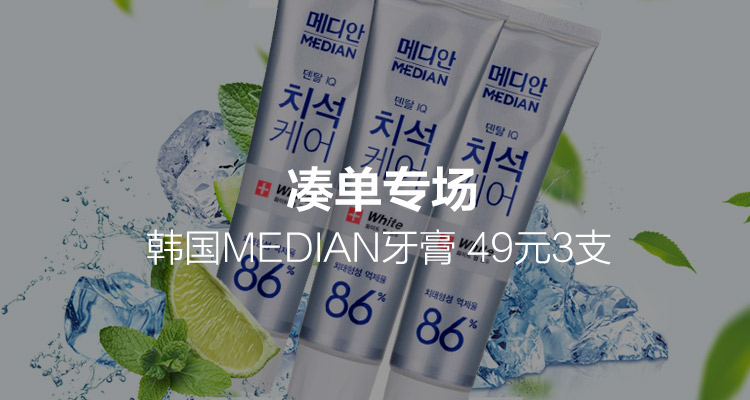 메디안
MEDIAN
덴탈 IQ
치석
케어
메디안
MEDIAN
덴탈 IQ
치석
케어
White
86%
치태형성 억제율
메디안
MEDIAN
덴탈 IQ
치석
케어
86%
치태형성 억제율
86%
凑单专场
韩国MEDIAN牙膏 49元3支